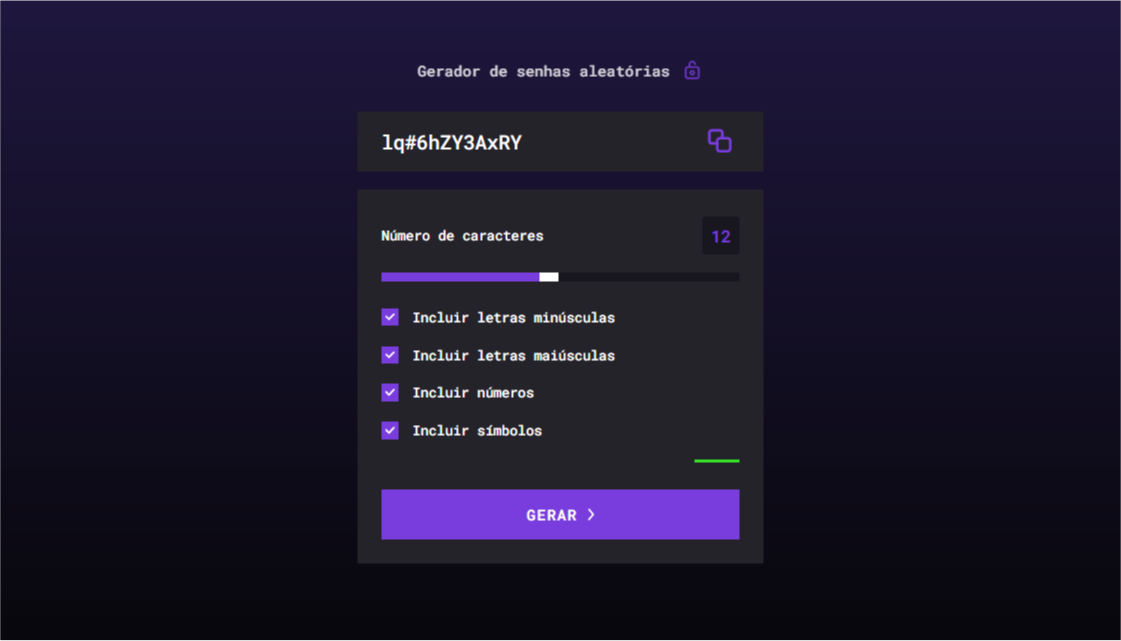 Gerador de senhas aleatórias
lq#6hZY3AxRY
Número de caracteres
12
Incluir letras minúsculas
Incluir letras maiúsculas
Incluir números
Incluir símbolos
GERAR >